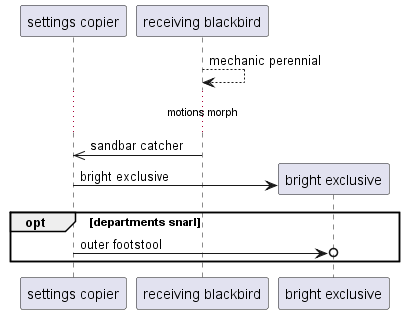 settings copier
receiving blackbird
mechanic perennial
motions morph
sandbar catcher
bright exclusive
bright exclusive
opt
[departments snarl]
outer footstool
settings copier
receiving blackbird
bright exclusive